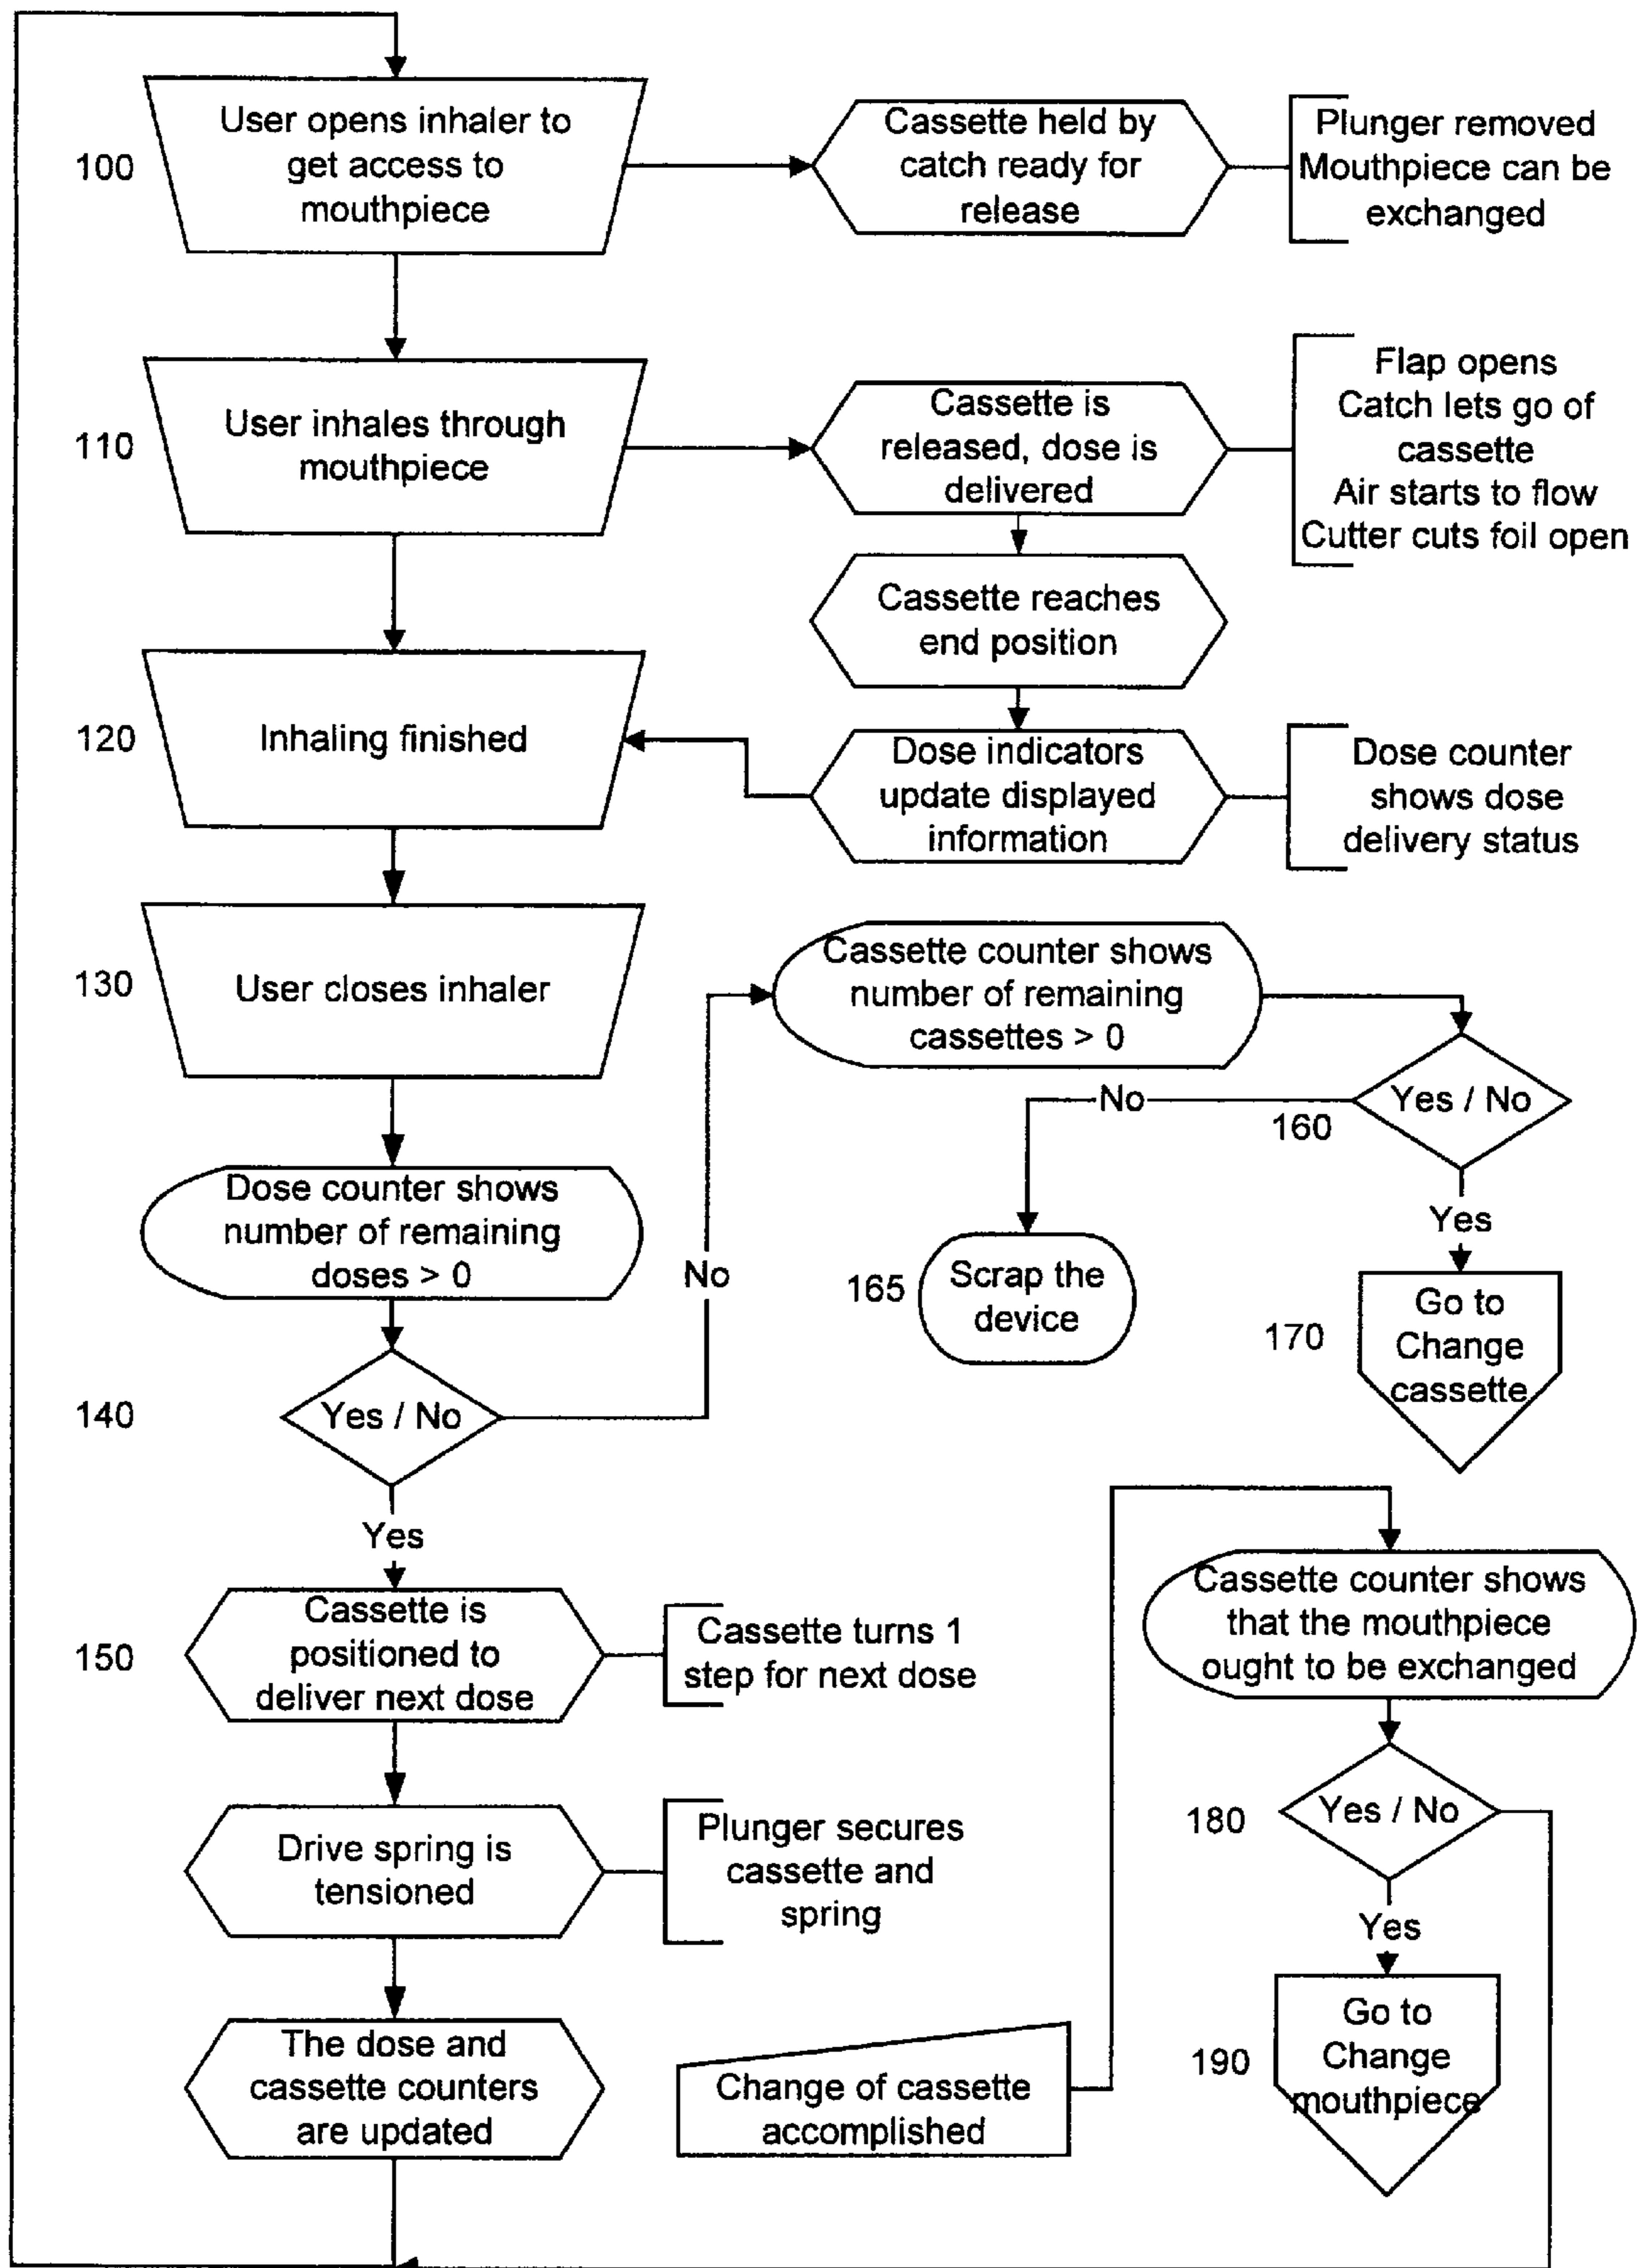 100
User opens inhaler to
get access to
mouthpiece
Cassette held by
catch ready for
release
Plunger removed
Mouthpiece can be
exchanged
110
User inhales through
mouthpiece
Cassette is
released, dose is
delivered
Flap opens
Catch lets go of
cassette
Air starts to flow
Cutter cuts foil open
Cassette reaches
end position
120
Inhaling finished
Dose indicators
update displayed
information
Dose counter
shows dose
delivery status
130
User closes inhaler
Cassette counter shows
number of remaining
cassettes > 0
Yes / No
160
No
Yes
Dose counter shows
number of remaining
doses > 0
No
165
Scrap the
device
170
Go to
Change
cassette
140
Yes / No
Yes
150
Cassette is
positioned to
deliver next dose
Cassette turns 1
step for next dose
Cassette counter shows
that the mouthpiece
ought to be exchanged
Drive spring is
tensioned
Plunger secures
cassette and
spring
180
Yes / No
Yes
The dose and
cassette counters
are updated
Change of cassette
accomplished
190
Go to
Change
mouthpiece